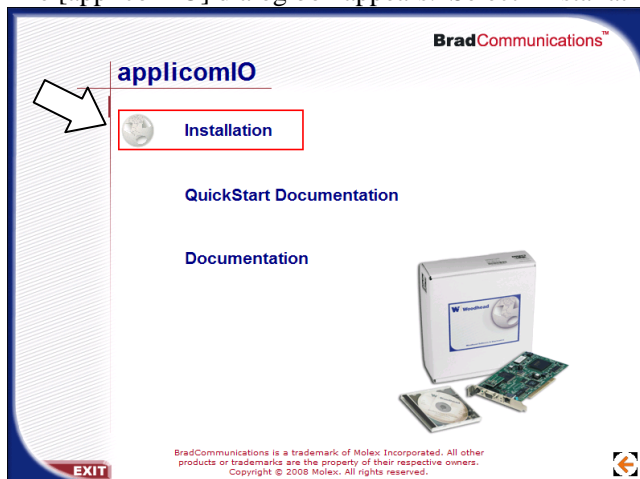 BradCommunications™
applicomIO
Installation
QuickStart Documentation
Documentation
W Woodhead
BradCommunications is a trademark of Molex Incorporated. All other
products or trademarks are the property of their respective owners.
Copyright © 2008 Molex. All rights reserved.
EXIT